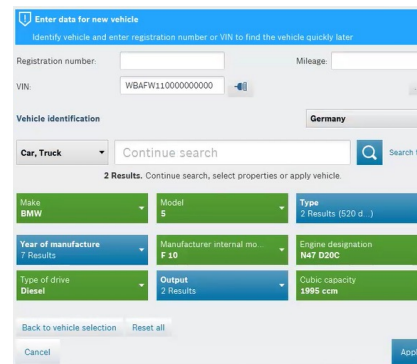 Enter data for new vehicle
Identify vehicle and enter registration number or VIN to find the vehicle quickly later
Registration number:
Mileage:
VIN:
WBAFW110000000000
Vehicle identification
Germany
Car, Truck
Continue search
Search
2 Results. Continue search, select properties or apply vehicle.
Make
BMW
Model
5
Type
2 Results (520 d...)
Year of manufacture
7 Results
Manufacturer internal mo...
F 10
Engine designation
N47 D20C
Type of drive
Diesel
Output
2 Results
Cubic capacity
1995 ccm
Back to vehicle selection
Reset all
Cancel
Appl